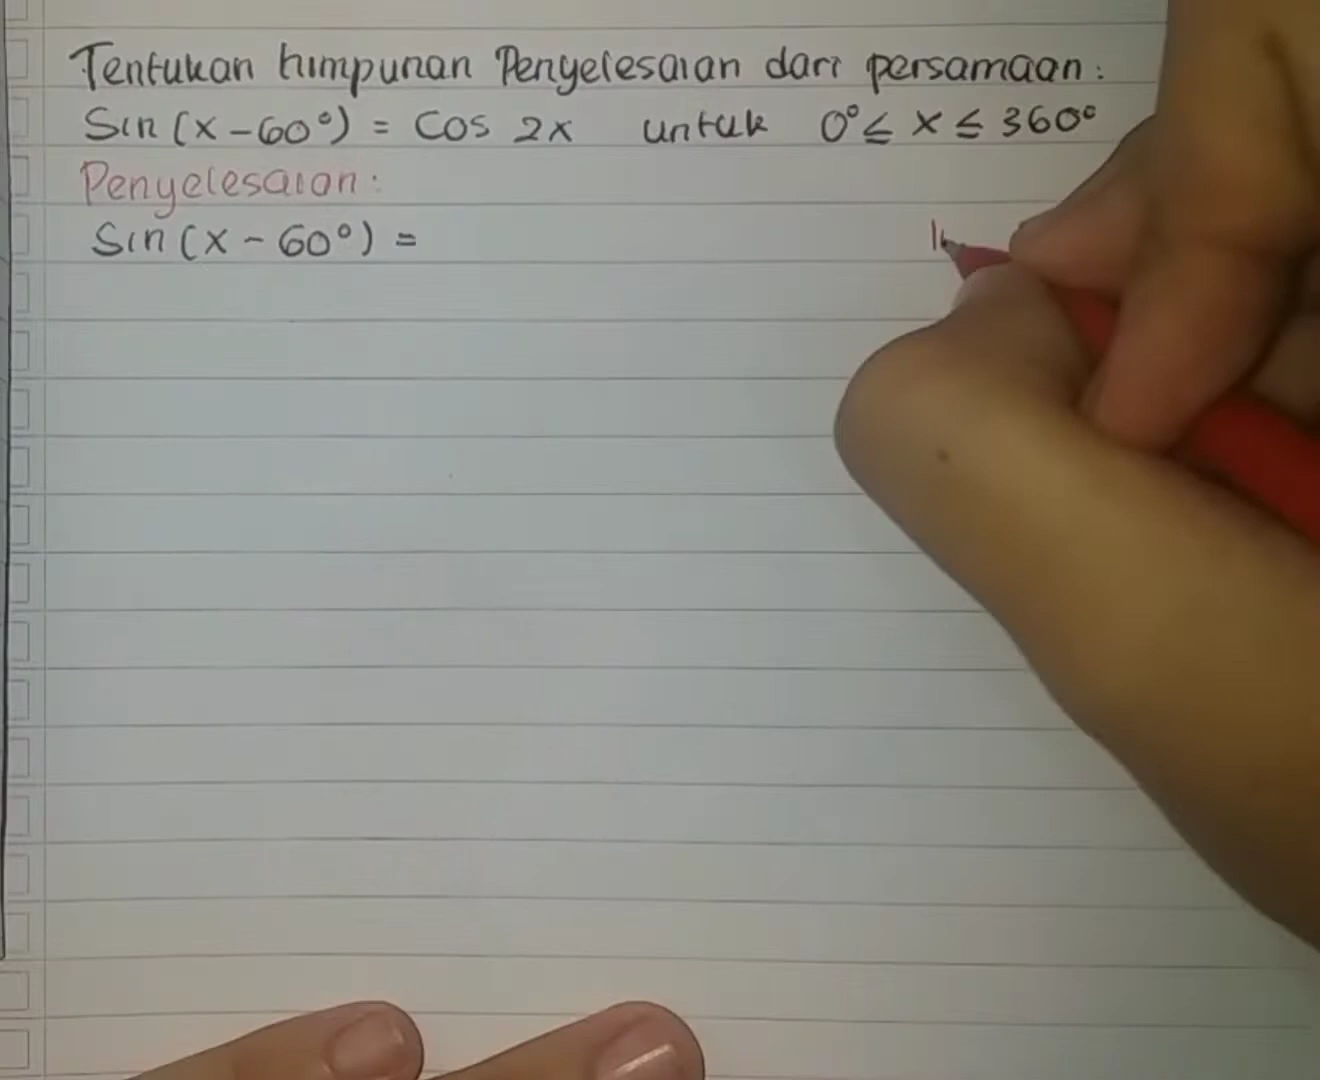 Tentukan himpunan Penyelesaian dari persamaan:
Sin (x - 60°) = Cos 2x untuk 0° ≤ x ≤ 360°
Penyelesaian:
Sin (x - 60°) =